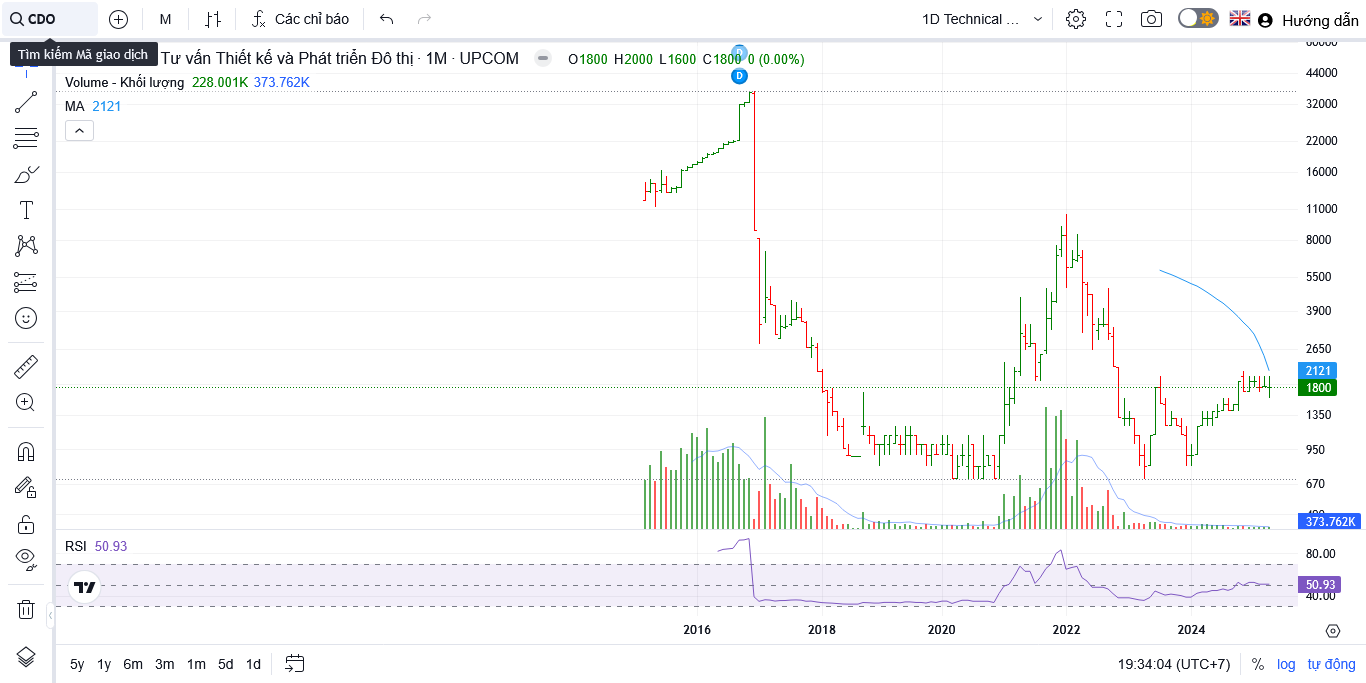 CDO
M
Các chỉ báo
1D Technical ...
Hướng dẫn
Tìm kiếm Mã giao dịch
Tư vấn Thiết kế và Phát triển Đô thị · 1M · UPCOM
O1800 H2000 L1600 C1800 0 (0.00%)
D
D
Volume - Khối lượng 228.001K 373.762K
MA 2121
44000
32000
22000
16000
11000
8000
5500
3900
2650
2121
1800
1350
950
670
373.762K
RSI 50.93
80.00
50.93
40.00
2016 2018 2020 2022 2024
5y 1y 6m 3m 1m 5d 1d
19:34:04 (UTC+7) % log tự động